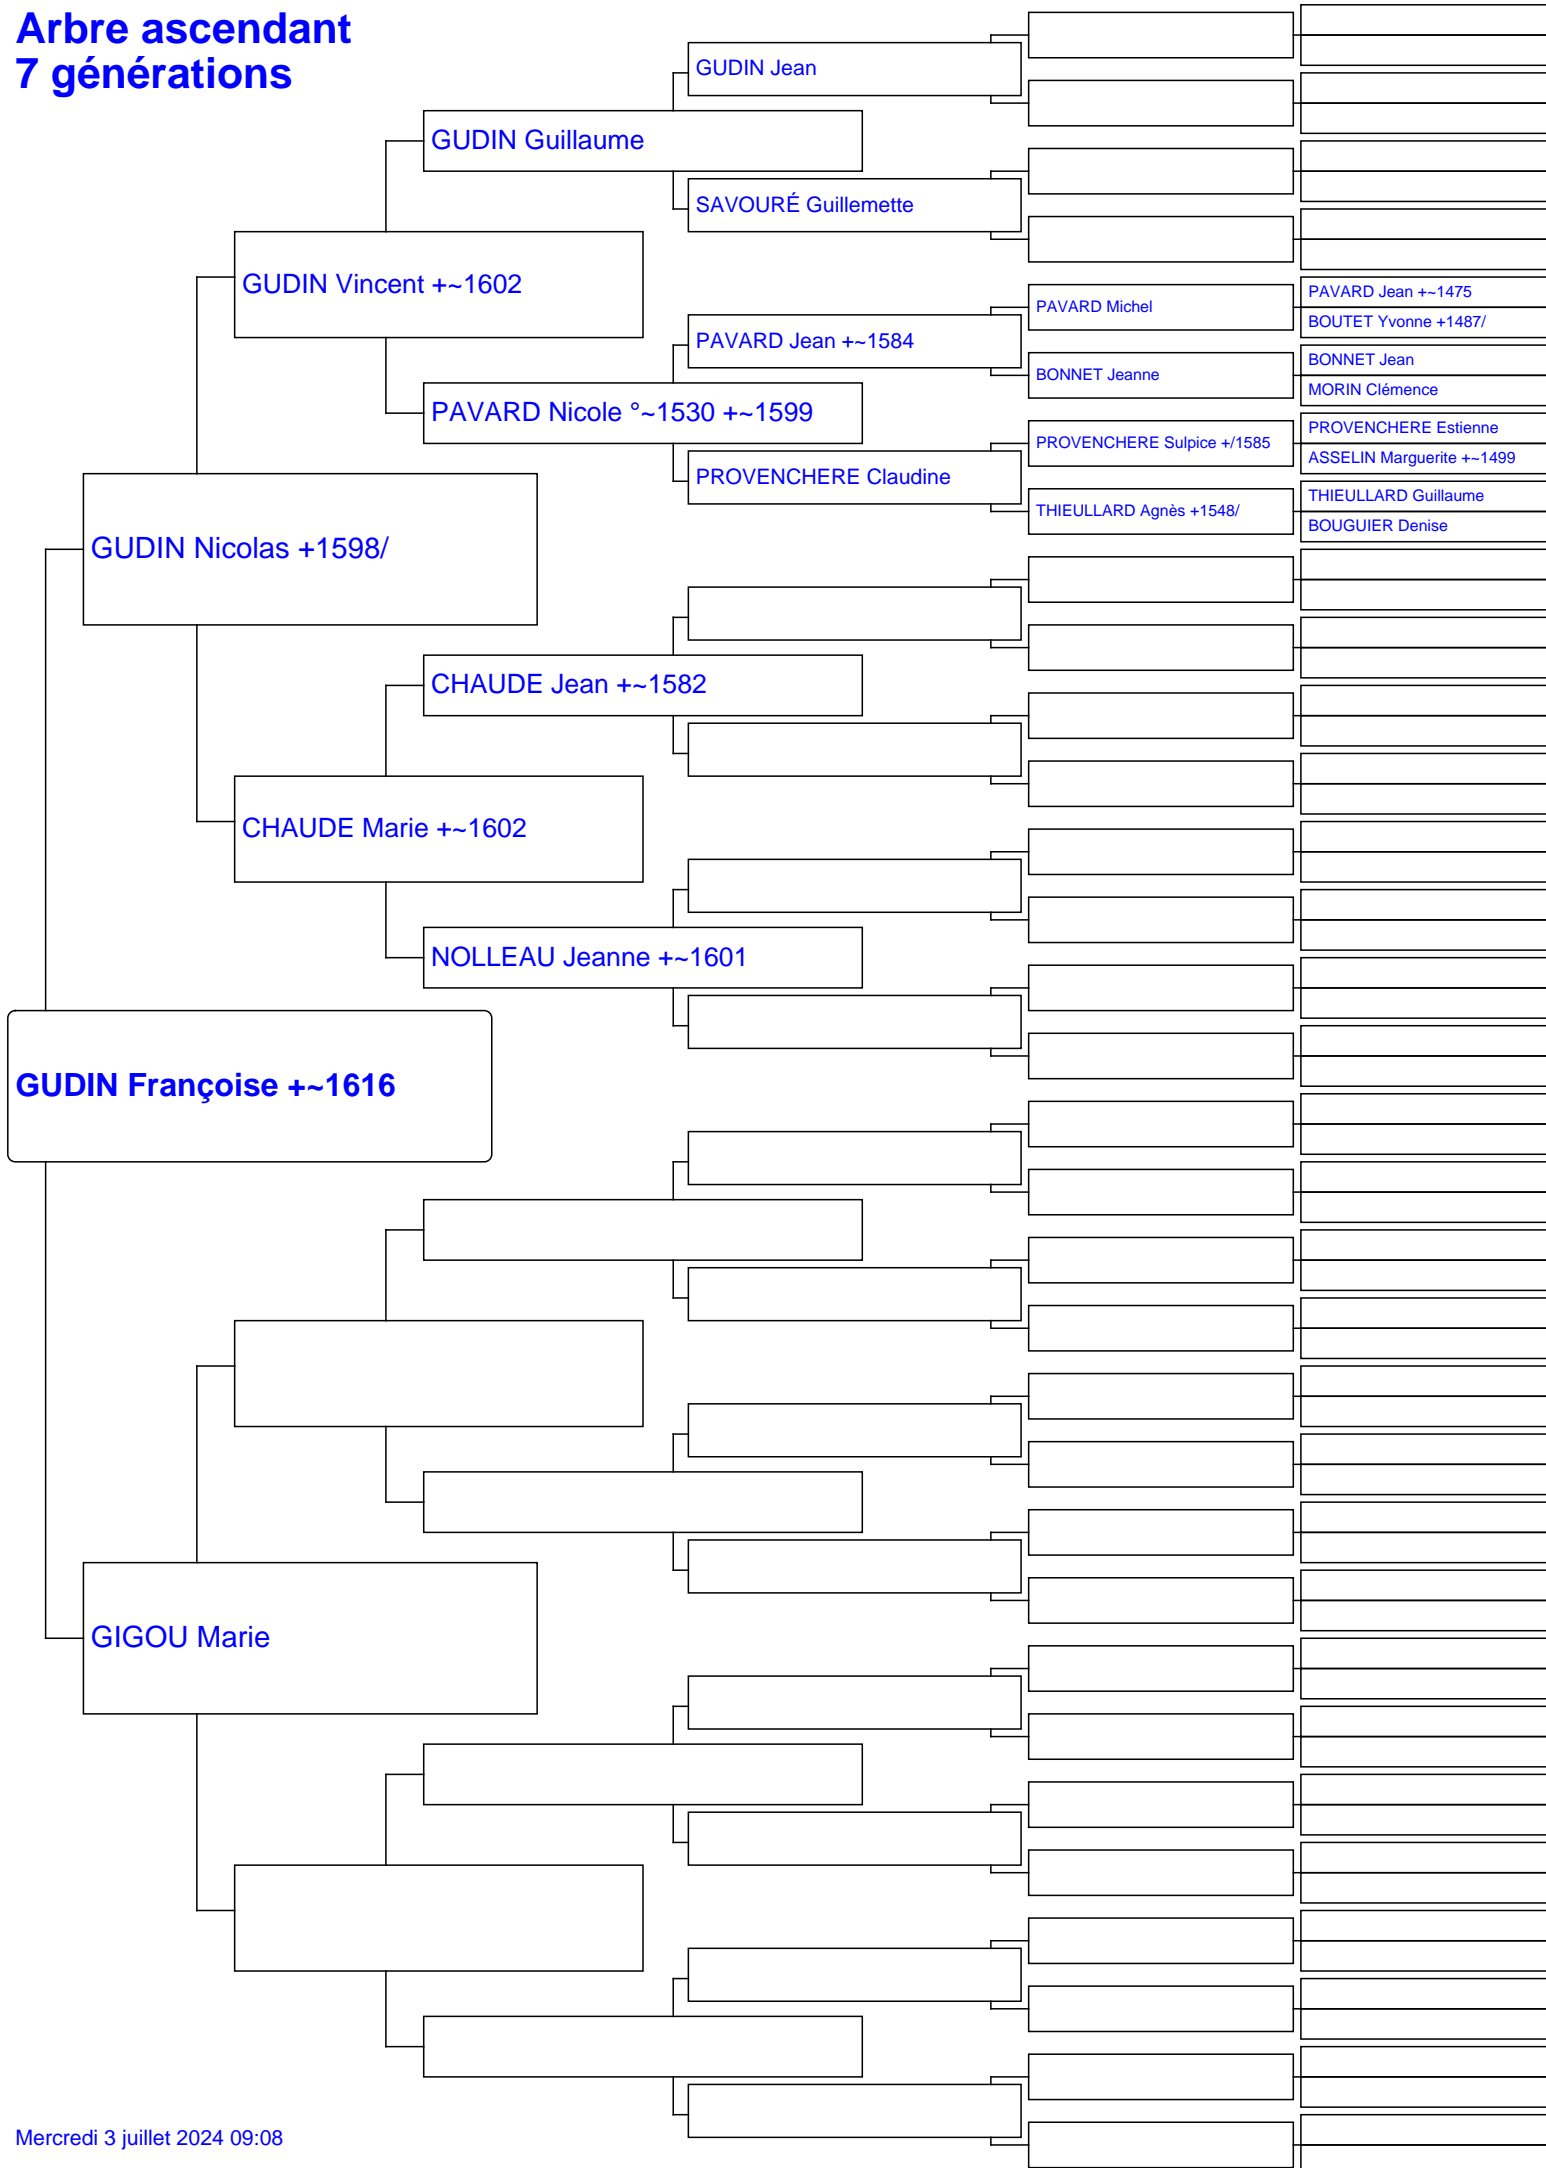 Arbre ascendant
7 générations
GUDIN Jean
GUDIN Guillaume
SAVOURÉ Guillemette
GUDIN Vincent +~1602
PAVARD Michel
PAVARD Jean +~1475
BOUTET Yvonne +1487/
PAVARD Jean +~1584
BONNET Jeanne
BONNET Jean
MORIN Clémence
PAVARD Nicole °~1530 +~1599
PROVENCHERE Sulpice +/1585
PROVENCHERE Estienne
ASSELIN Marguerite +~1499
PROVENCHERE Claudine
THIEULLARD Agnès +1548/
THIEULLARD Guillaume
BOUGUIER Denise
GUDIN Nicolas +1598/
CHAUDE Jean +~1582
CHAUDE Marie +~1602
NOLLEAU Jeanne +~1601
GUDIN Françoise +~1616
GIGOU Marie
Mercredi 3 juillet 2024 09:08